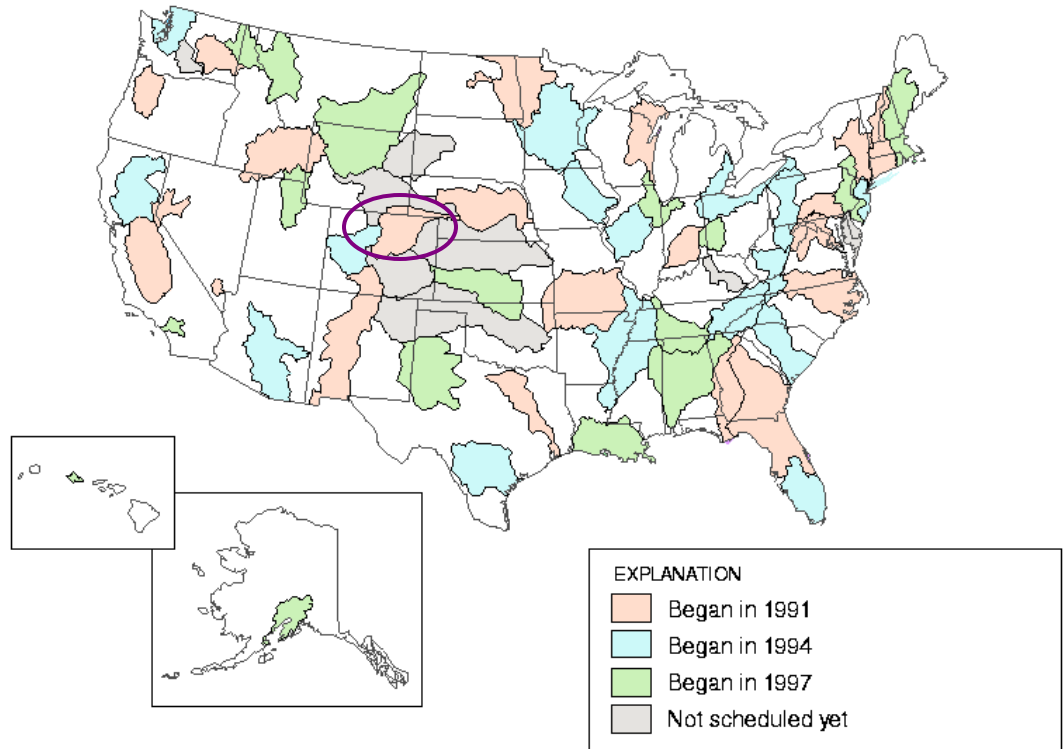 EXPLANATION
Began in 1991
Began in 1994
Began in 1997
Not scheduled yet